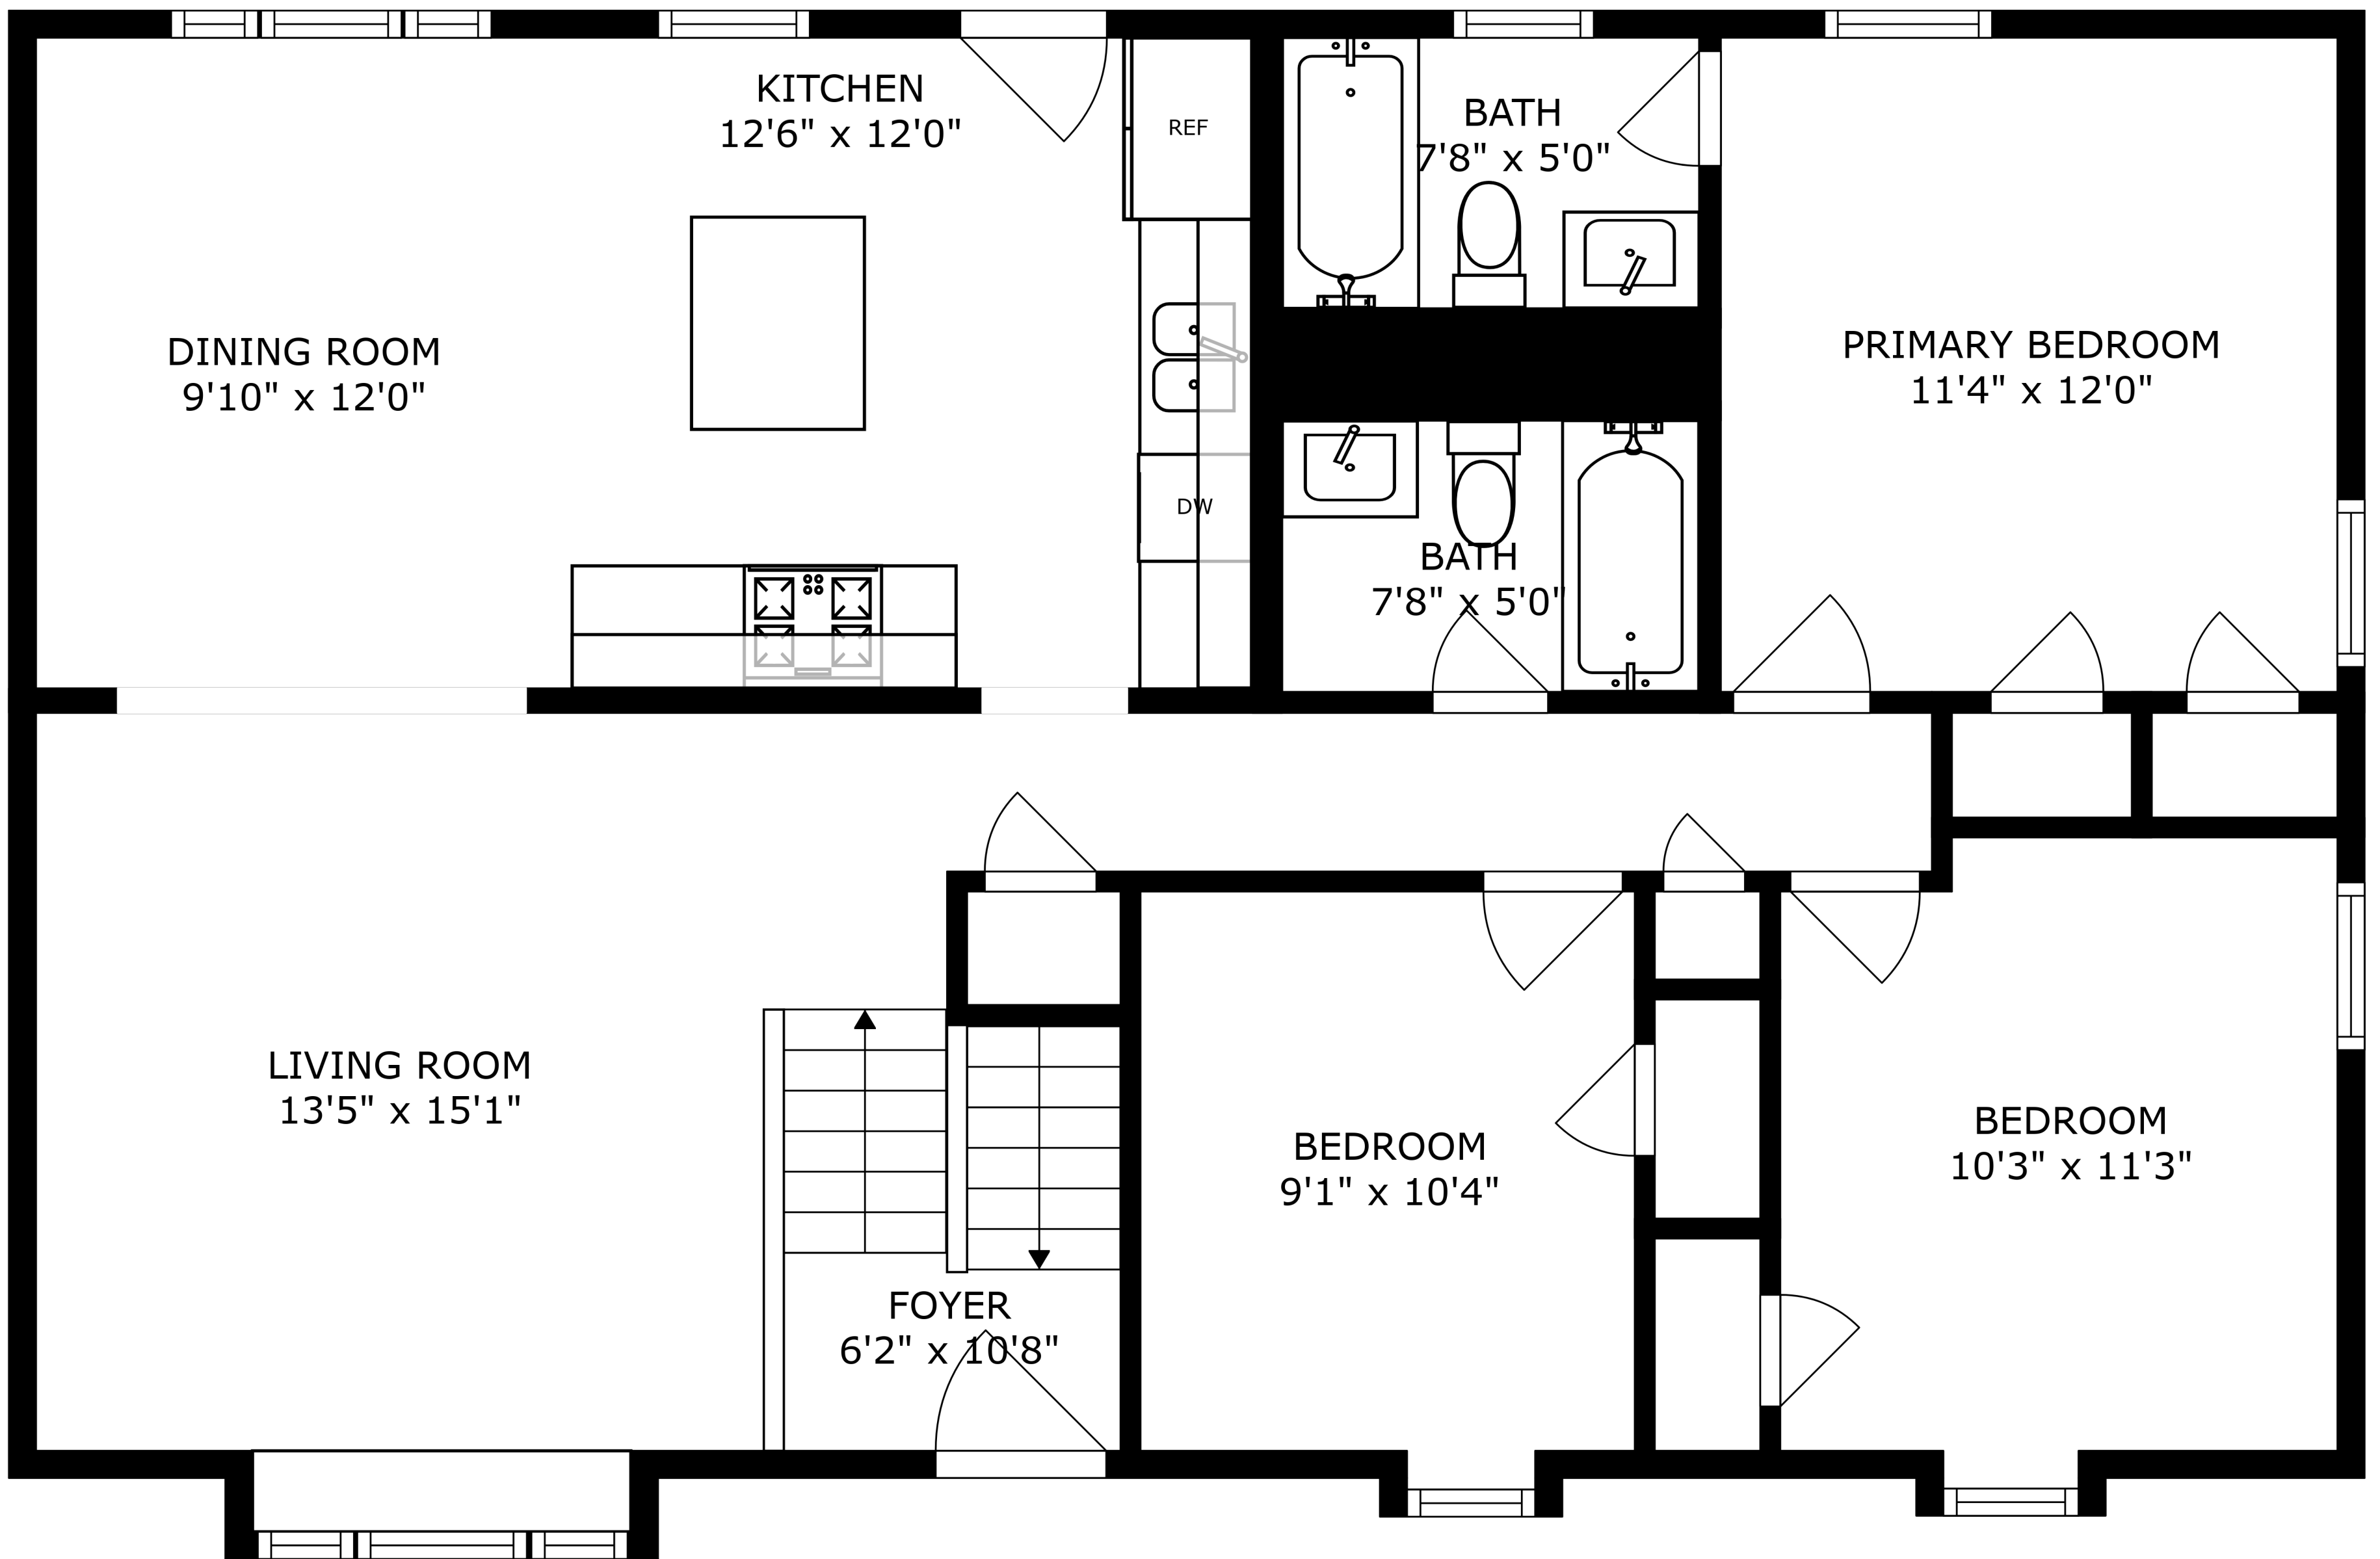 KITCHEN
12'6" x 12'0"
REF
BATH
7'8" x 5'0"
DINING ROOM
9'10" x 12'0"
PRIMARY BEDROOM
11'4" x 12'0"
DW
BATH
7'8" x 5'0"
LIVING ROOM
13'5" x 15'1"
BEDROOM
9'1" x 10'4"
BEDROOM
10'3" x 11'3"
FOYER
6'2" x 10'8"